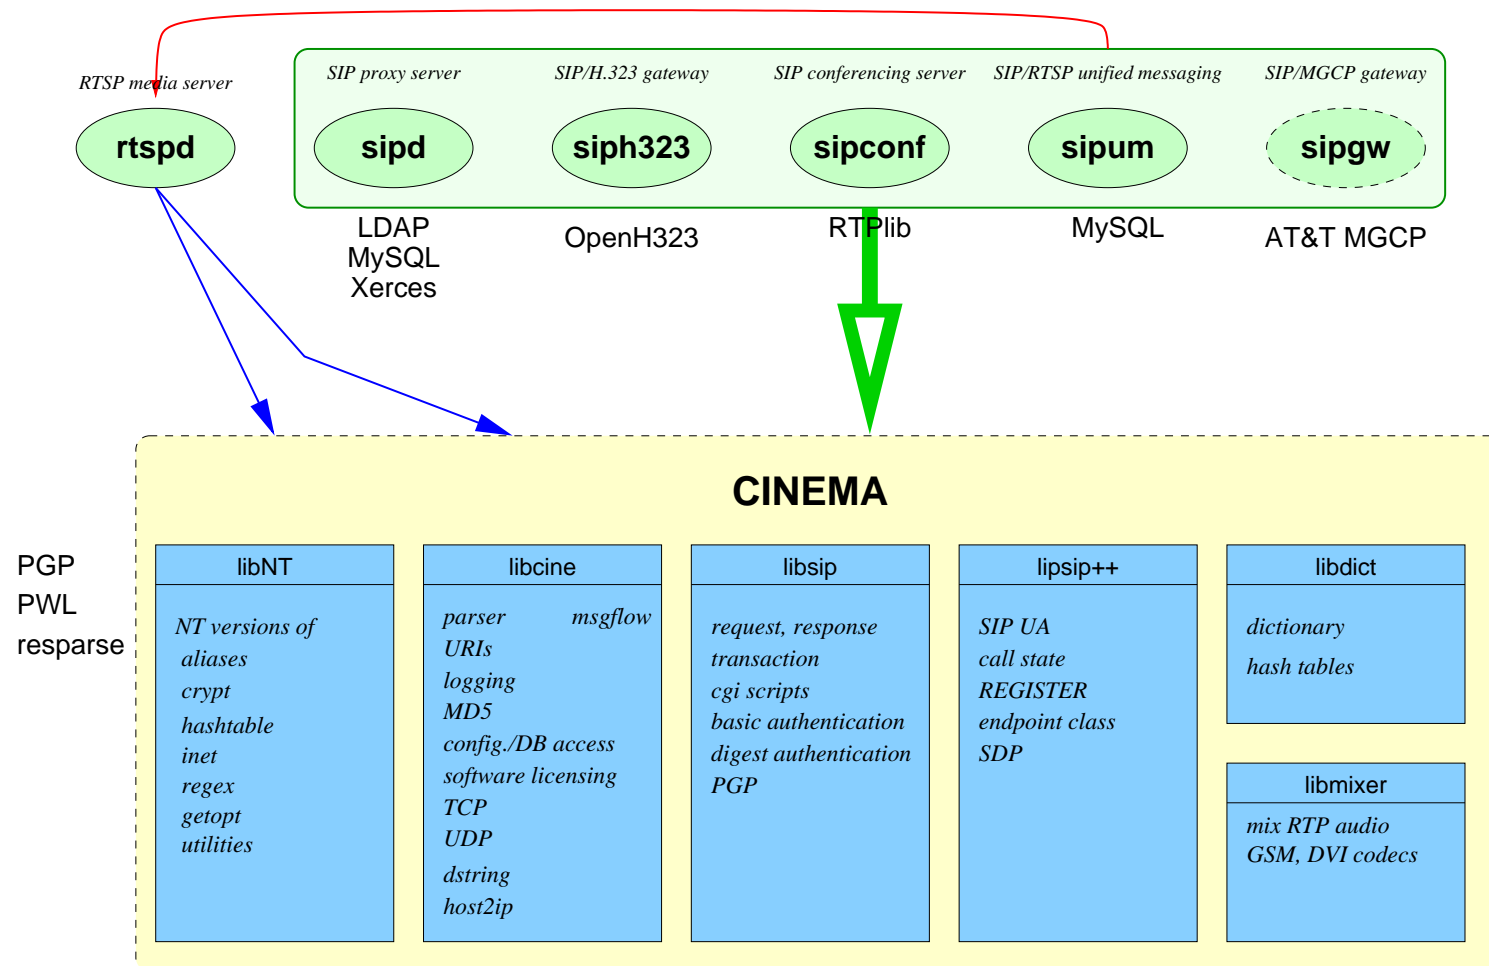 RTSP media server
SIP proxy server
SIP/H.323 gateway
SIP conferencing server
SIP/RTSP unified messaging
SIP/MGCP gateway
rtspd
sipd
siph323
sipconf
sipum
sipgw
LDAP
MySQL
Xerces
OpenH323
RTPlib
MySQL
AT&T MGCP
CINEMA
PGP
PWL
resparse
libNT
NT versions of
aliases
crypt
hashtable
inet
regex
getopt
utilities
libcine
parser msgflow
URIs
logging
MD5
config./DB access
software licensing
TCP
UDP
dstring
host2ip
libsip
request, response
transaction
cgi scripts
basic authentication
digest authentication
PGP
lipsip++
SIP UA
call state
REGISTER
endpoint class
SDP
libdict
dictionary
hash tables
libmixer
mix RTP audio
GSM, DVI codecs